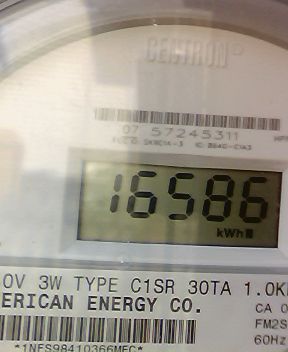 CENTRON
07 57245311
16586
kWh
0V 3W TYPE C1SR 30TA 1.0K
ERICAN ENERGY CO.
CA 0
FM2S
60Hz
*1NES98410366MEC*